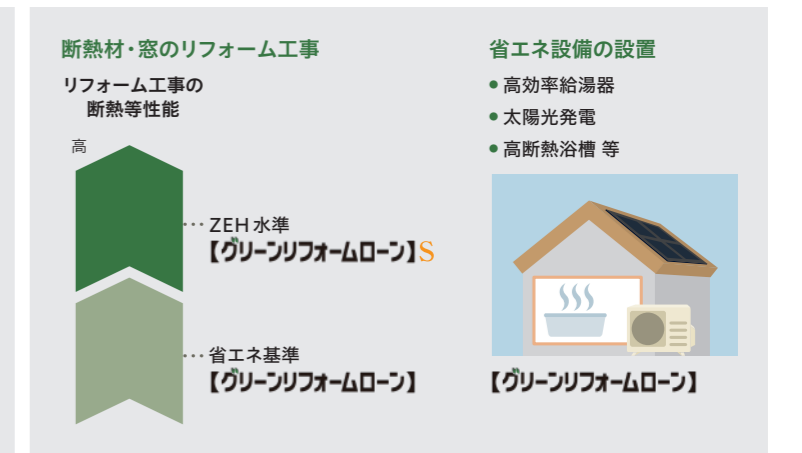 断熱材・窓のリフォーム工事
リフォーム工事の
断熱等性能
高
… ZEH水準
【グリーンリフォームローン】S
… 省エネ基準
【グリーンリフォームローン】
省エネ設備の設置
● 高効率給湯器
● 太陽光発電
● 高断熱浴槽 等
【グリーンリフォームローン】